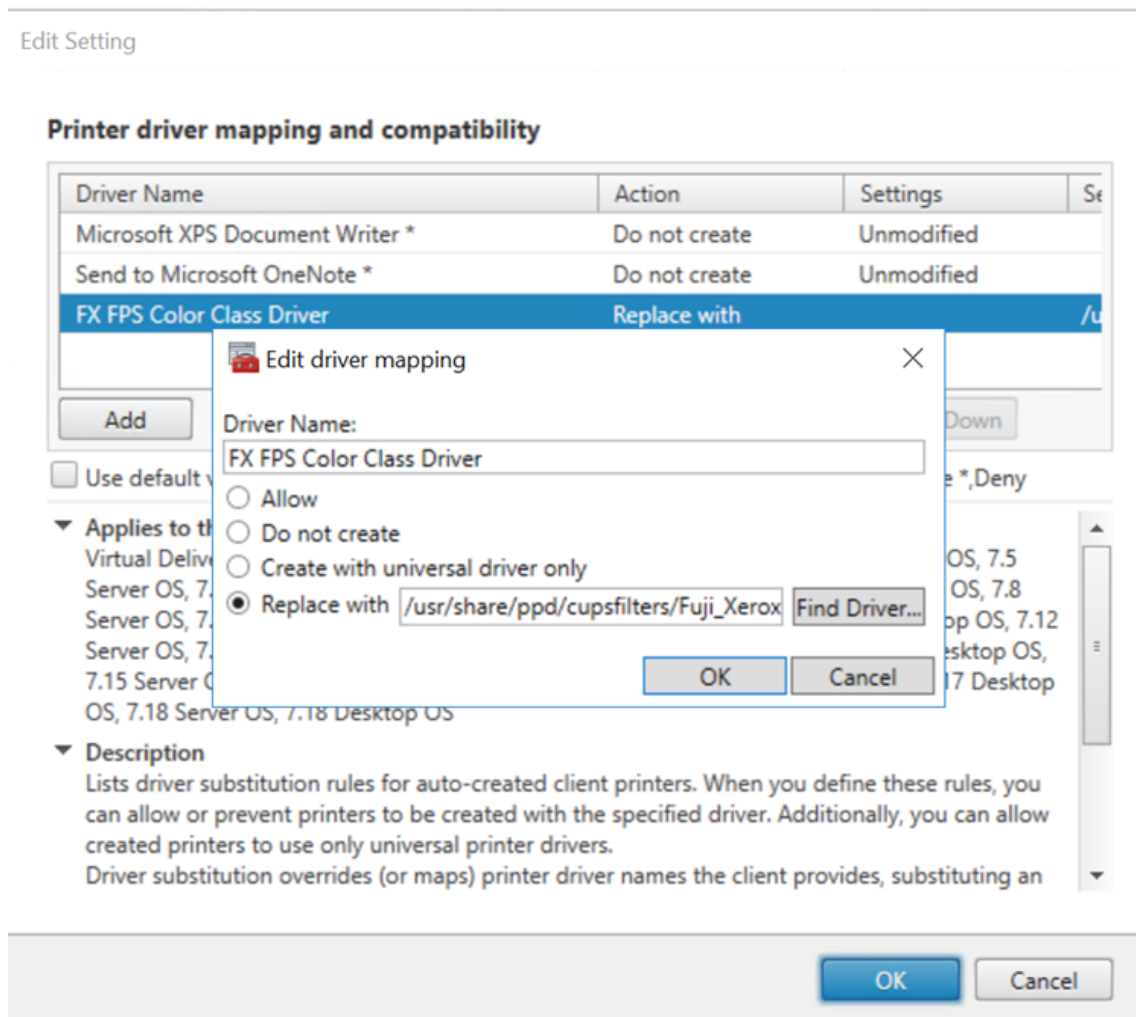 Edit Setting
Printer driver mapping and compatibility
Driver Name Action Settings Se
Microsoft XPS Document Writer * Do not create Unmodified
Send to Microsoft OneNote * Do not create Unmodified
FX FPS Color Class Driver Replace with /u
Edit driver mapping
Driver Name:
FX FPS Color Class Driver
Allow
Do not create
Create with universal driver only
Replace with /usr/share/ppd/cupsfilters/Fuji_Xerox Find Driver...
OK Cancel
Add Down
Use default e *,Deny
Applies to th
Virtual Delive OS, 7.5
Server OS, 7. OS, 7.8
Server OS, 7. op OS, 7.12
Server OS, 7. esktop OS,
7.15 Server 17 Desktop
OS, 7.18 Server OS, 7.18 Desktop OS
Description
Lists driver substitution rules for auto-created client printers. When you define these rules, you
can allow or prevent printers to be created with the specified driver. Additionally, you can allow
created printers to use only universal printer drivers.
Driver substitution overrides (or maps) printer driver names the client provides, substituting an
OK Cancel